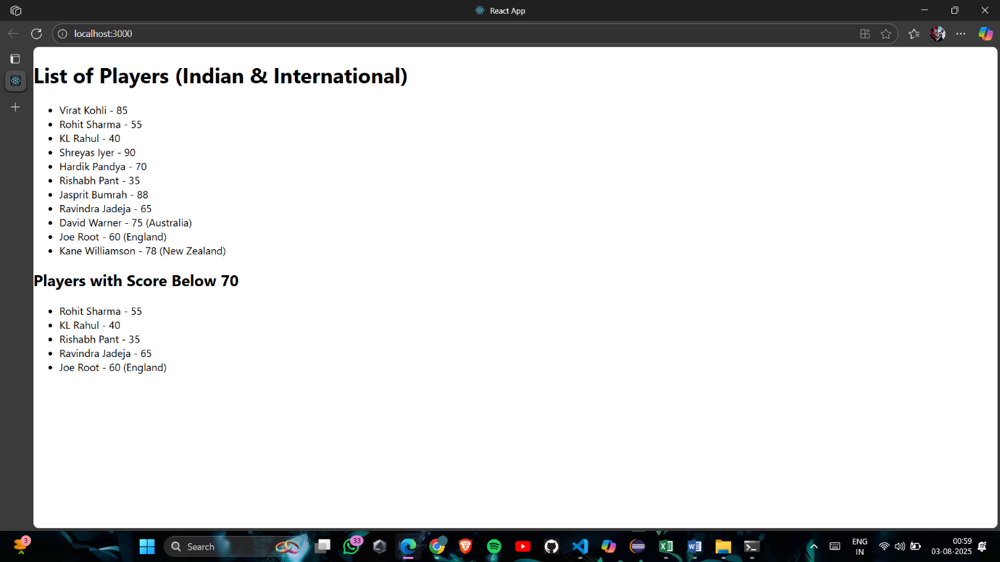 React App
localhost:3000
List of Players (Indian & International)
• Virat Kohli - 85
• Rohit Sharma - 55
• KL Rahul - 40
• Shreyas Iyer - 90
• Hardik Pandya - 70
• Rishabh Pant - 35
• Jasprit Bumrah - 88
• Ravindra Jadeja - 65
• David Warner - 75 (Australia)
• Joe Root - 60 (England)
• Kane Williamson - 78 (New Zealand)
Players with Score Below 70
• Rohit Sharma - 55
• KL Rahul - 40
• Rishabh Pant - 35
• Ravindra Jadeja - 65
• Joe Root - 60 (England)
3
Search
33
ENG
IN
00:59
03-08-2025